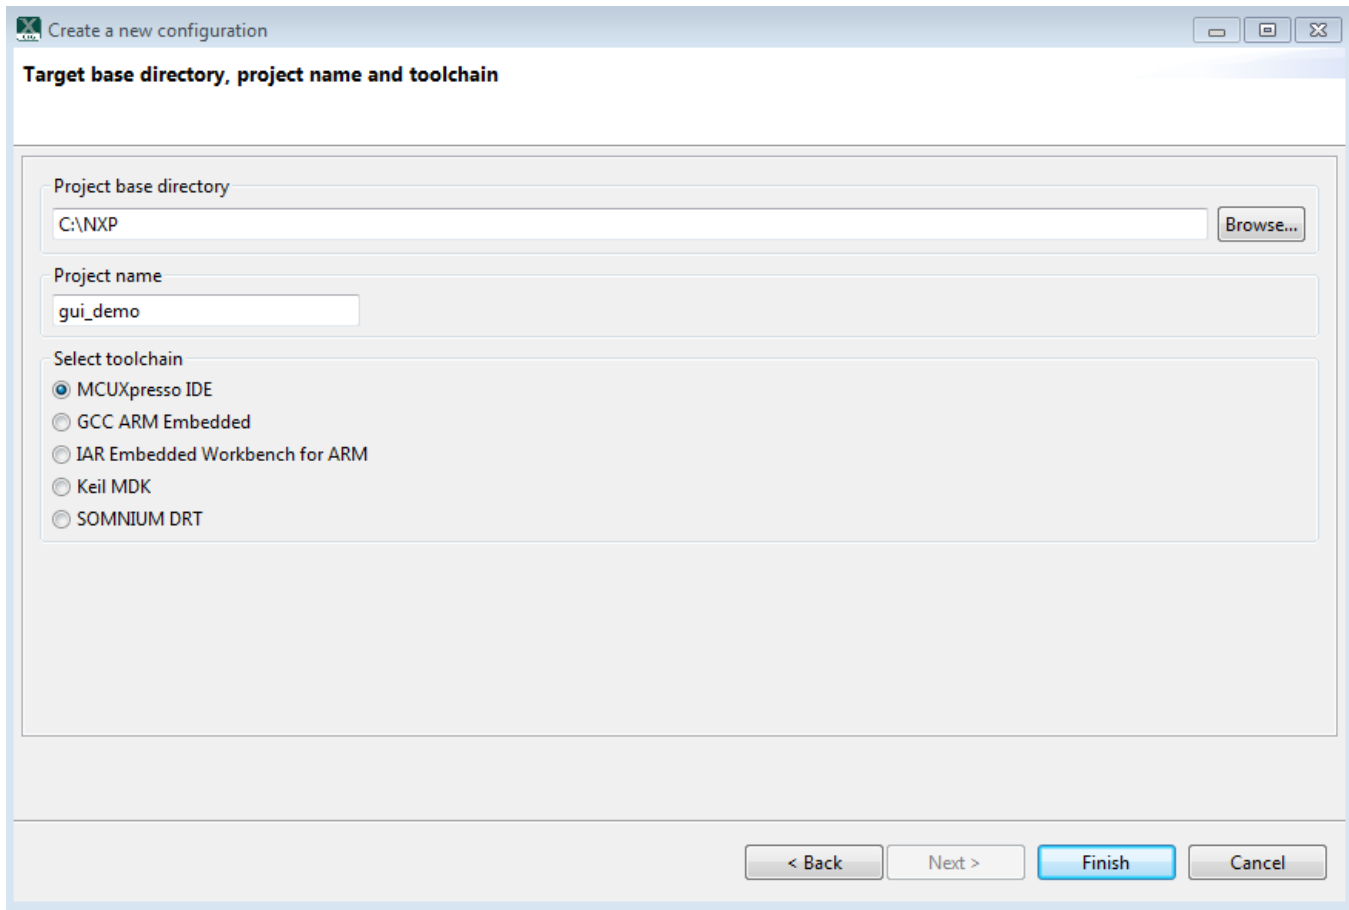 Create a new configuration
Target base directory, project name and toolchain
Project base directory
C:\NXP
Browse...
Project name
gui_demo
Select toolchain
MCUXpresso IDE
GCC ARM Embedded
IAR Embedded Workbench for ARM
Keil MDK
SOMNIUM DRT
< Back
Next >
Finish
Cancel